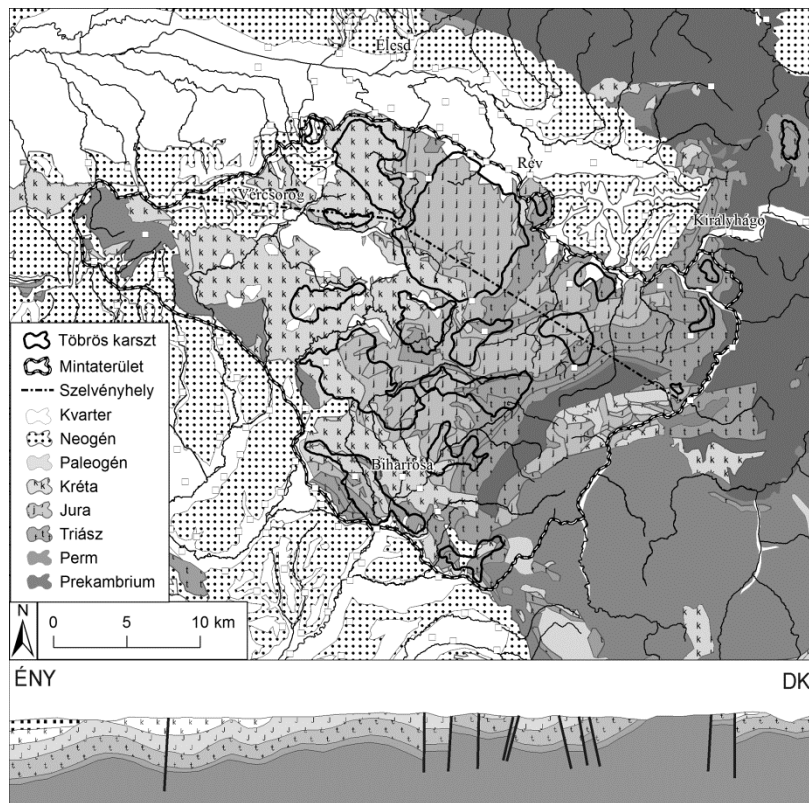 Élesd
Rév
Vércsorog
Királyhágó
Töbrös karszt
Mintaterület
Szelvényhely
Kvarter
Neogén
Paleogén
Kréta
Jura
Triász
Perm
Prekambrium
Biharrósa
N
0 5 10 km
ÉNY DK